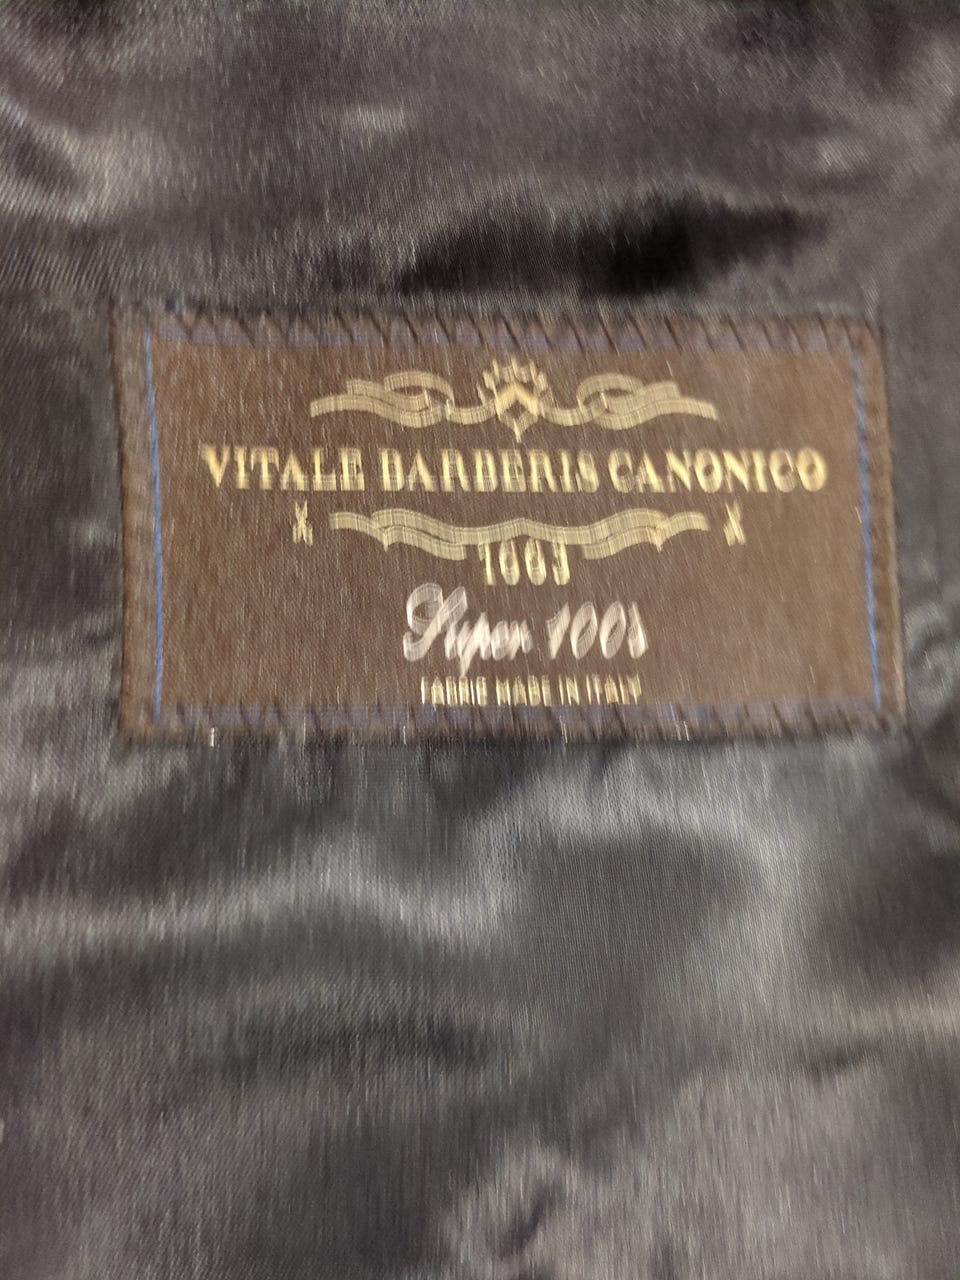 VITALE BARBERIS CANONICO
1663
Super 100's
FABRIC MADE IN ITALY